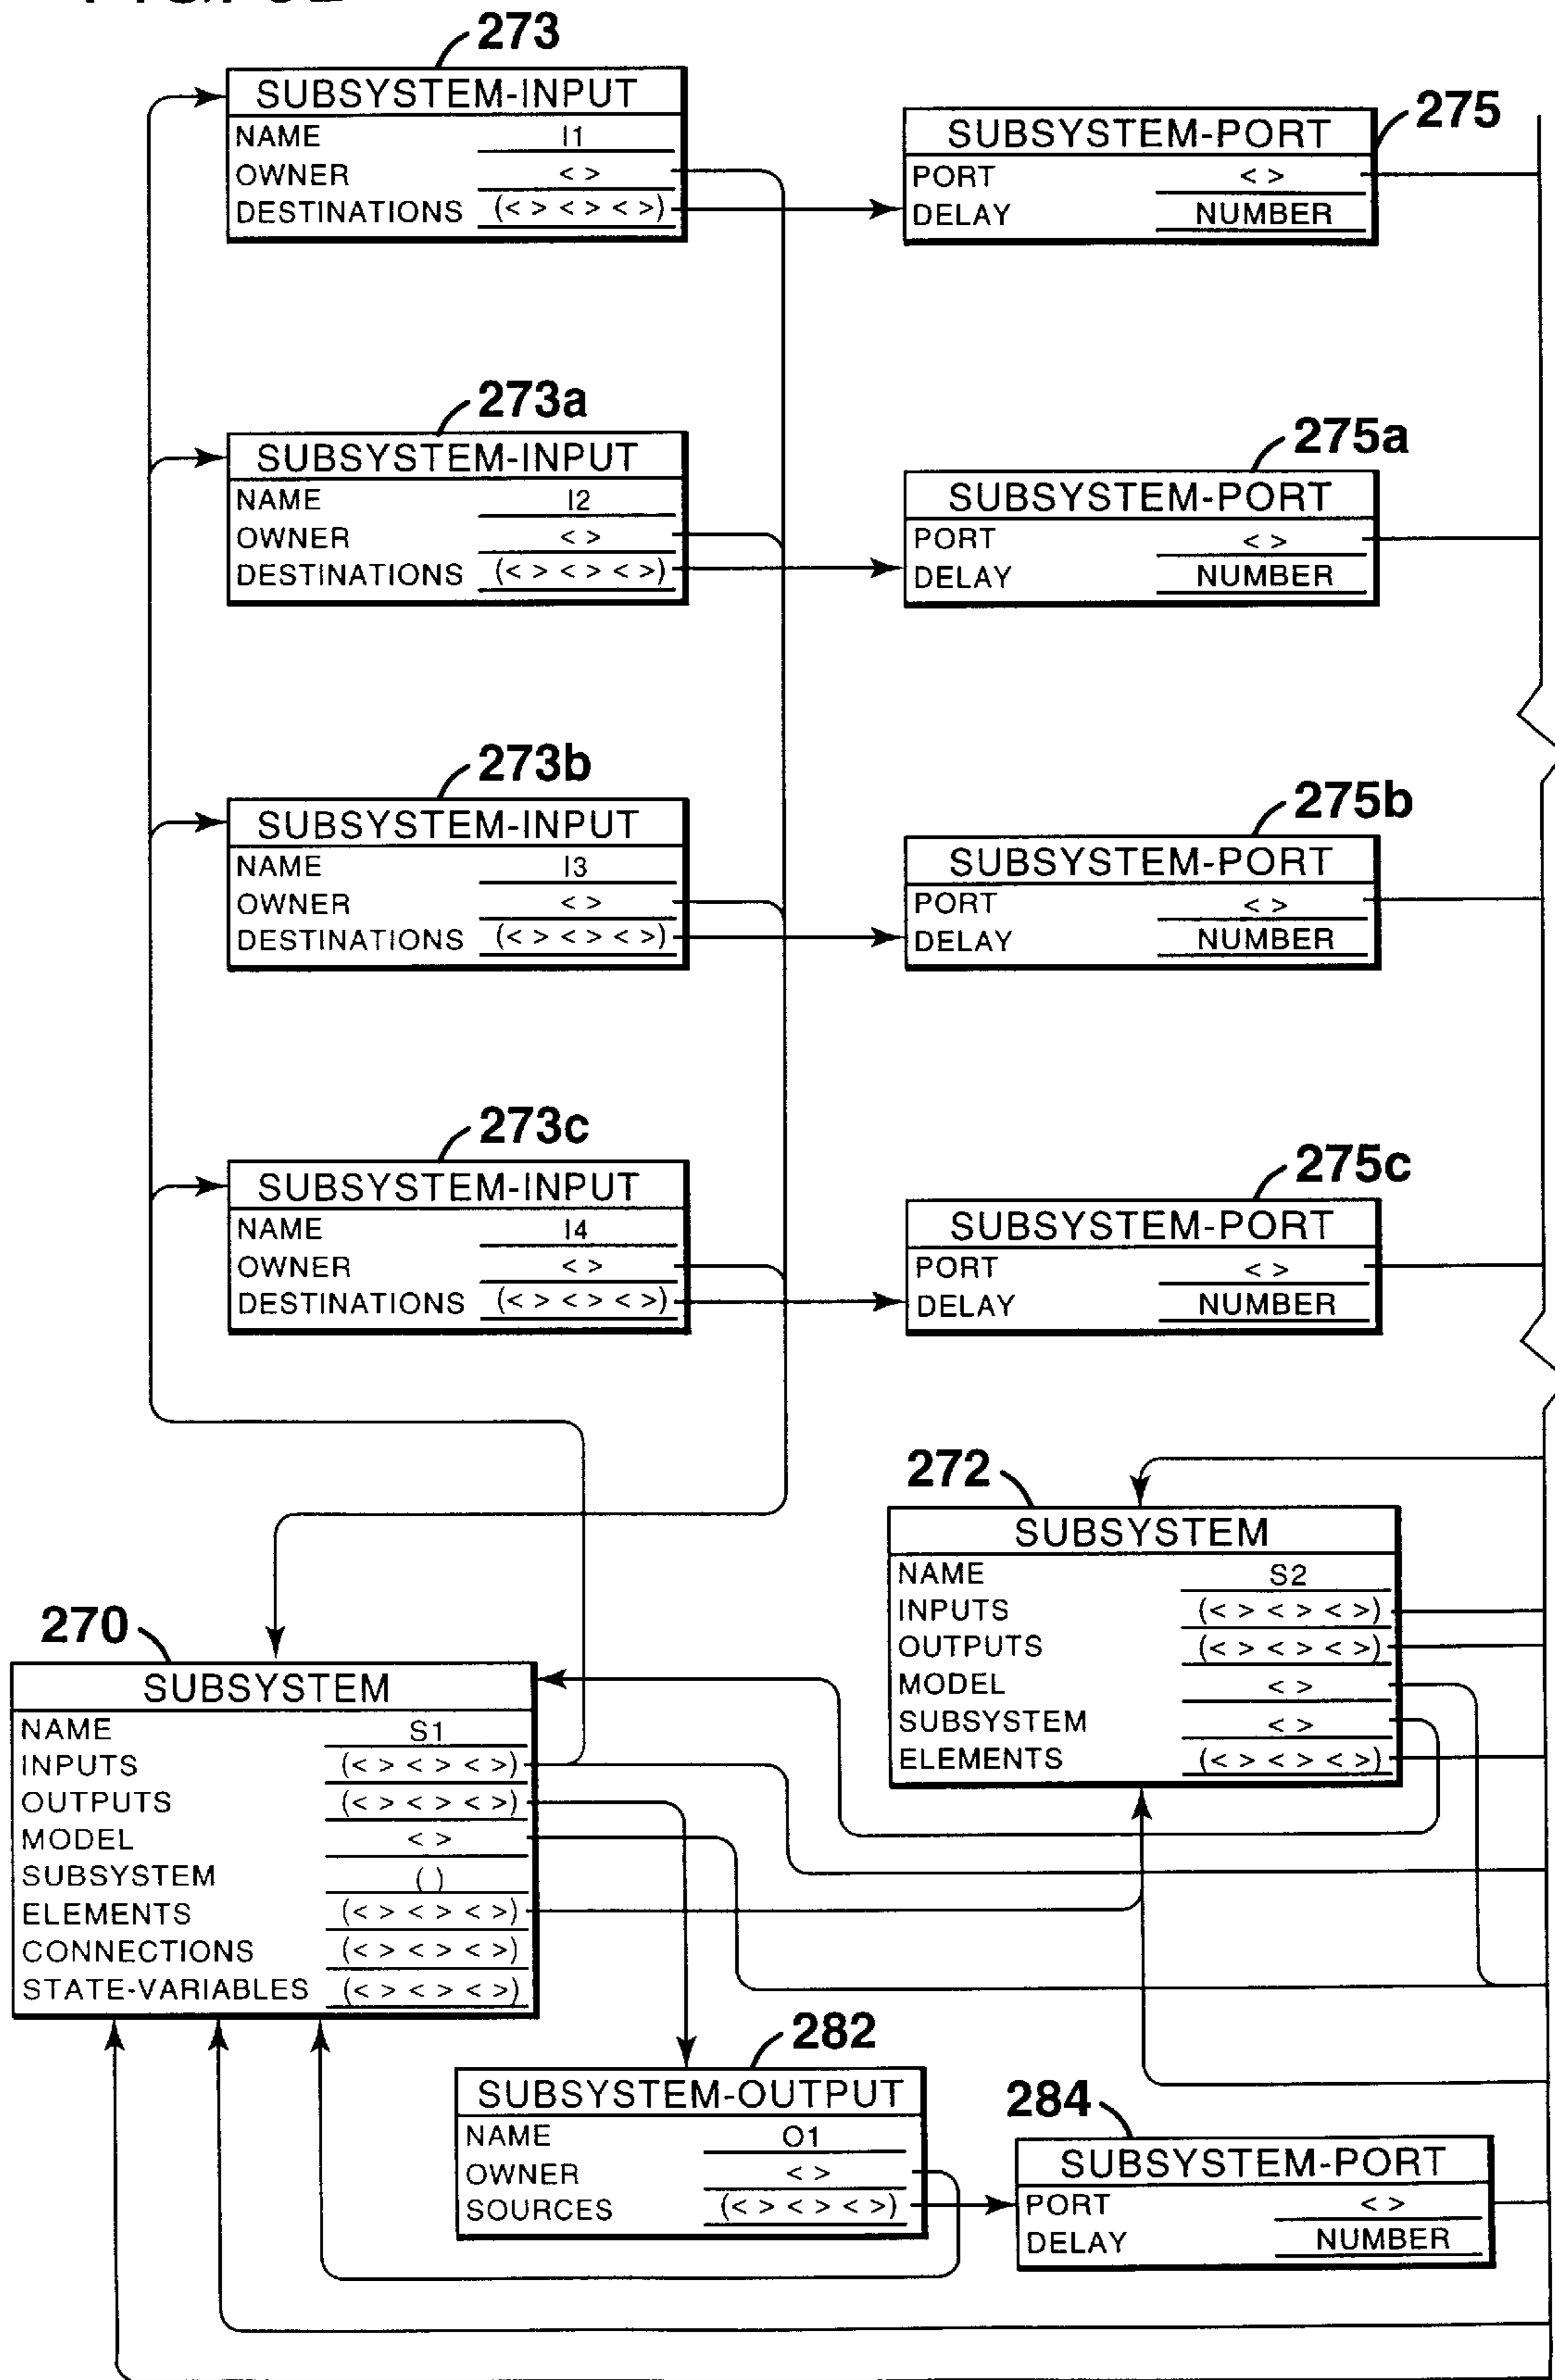 273
SUBSYSTEM-INPUT
NAME I1
OWNER < >
DESTINATIONS (< > < > < >)
275
SUBSYSTEM-PORT
PORT < >
DELAY NUMBER
273a
SUBSYSTEM-INPUT
NAME I2
OWNER < >
DESTINATIONS (< > < > < >)
275a
SUBSYSTEM-PORT
PORT < >
DELAY NUMBER
273b
SUBSYSTEM-INPUT
NAME I3
OWNER < >
DESTINATIONS (< > < > < >)
275b
SUBSYSTEM-PORT
PORT < >
DELAY NUMBER
273c
SUBSYSTEM-INPUT
NAME I4
OWNER < >
DESTINATIONS (< > < > < >)
275c
SUBSYSTEM-PORT
PORT < >
DELAY NUMBER
272
SUBSYSTEM
NAME S2
INPUTS (< > < > < >)
OUTPUTS (< > < > < >)
MODEL < >
SUBSYSTEM < >
ELEMENTS (< > < > < >)
270
SUBSYSTEM
NAME S1
INPUTS (< > < > < >)
OUTPUTS (< > < > < >)
MODEL < >
SUBSYSTEM ( )
ELEMENTS (< > < > < >)
CONNECTIONS (< > < > < >)
STATE-VARIABLES (< > < > < >)
282
SUBSYSTEM-OUTPUT
NAME O1
OWNER < >
SOURCES (< > < > < >)
284
SUBSYSTEM-PORT
PORT < >
DELAY NUMBER